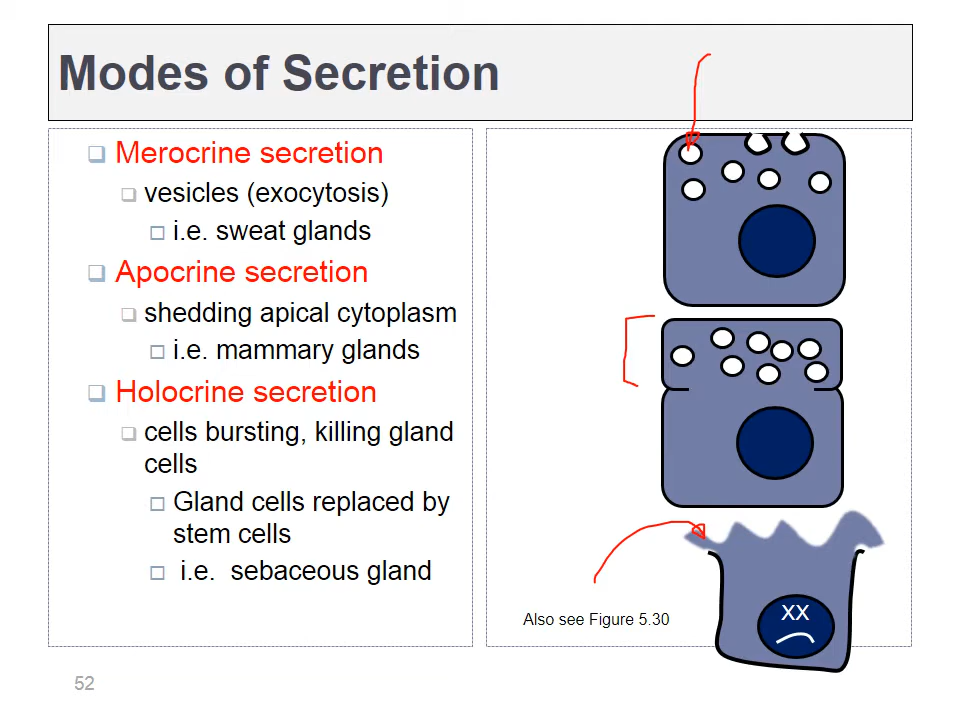 Modes of Secretion
Merocrine secretion
vesicles (exocytosis)
i.e. sweat glands
Apocrine secretion
shedding apical cytoplasm
i.e. mammary glands
Holocrine secretion
cells bursting, killing gland
cells
Gland cells replaced by
stem cells
i.e. sebaceous gland
XX
Also see Figure 5.30
52